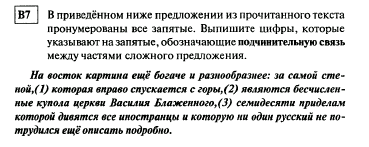 В7 В приведённом ниже предложении из прочитанного текста
пронумерованы все запятые. Выпишите цифры, которые
указывают на запятые, обозначающие подчинительную связь
между частями сложного предложения.
На восток картина ещё богаче и разнообразнее: за самой сте-
ной,(1) которая вправо спускается с горы,(2) являются бесчислен-
ные купола церкви Василия Блаженного,(3) семидесяти приделам
которой дивятся все иностранцы и которую ни один русский не по-
трудился ещё описать подробно.